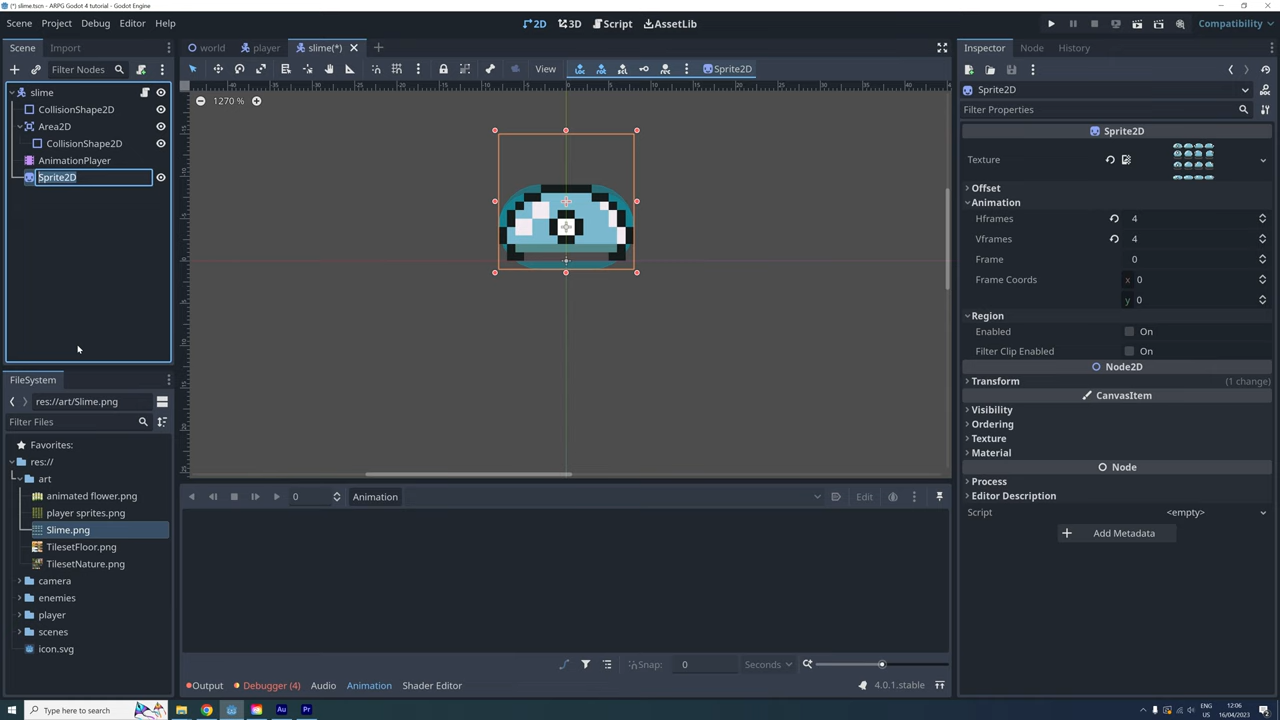 (*) slime.tscn - ARPG Godot 4 tutorial - Godot Engine
Scene Project Debug Editor Help
2D 3D Script AssetLib
Compatibility
Scene Import
world player slime(*)
Inspector Node History
Filter Nodes
View
Sprite2D
1270 %
slime
CollisionShape2D
Area2D
CollisionShape2D
AnimationPlayer
Sprite2D
Sprite2D
Filter Properties
Sprite2D
Texture
Offset
Animation
Hframes 4
Vframes 4
Frame 0
Frame Coords x 0
y 0
Region
Enabled On
Filter Clip Enabled On
Node2D
Transform (1 change)
CanvasItem
Visibility
Ordering
Texture
Material
Node
Process
Editor Description
Script <empty>
Add Metadata
FileSystem
res://art/Slime.png
Filter Files
Favorites:
res://
art
animated flower.png
player sprites.png
Slime.png
TilesetFloor.png
TilesetNature.png
camera
enemies
player
scenes
icon.svg
0 Animation Edit
Snap: 0 Seconds
Output Debugger (4) Audio Animation Shader Editor
4.0.1.stable
Type here to search
Au Pr
ENG
US
12:06
16/04/2023